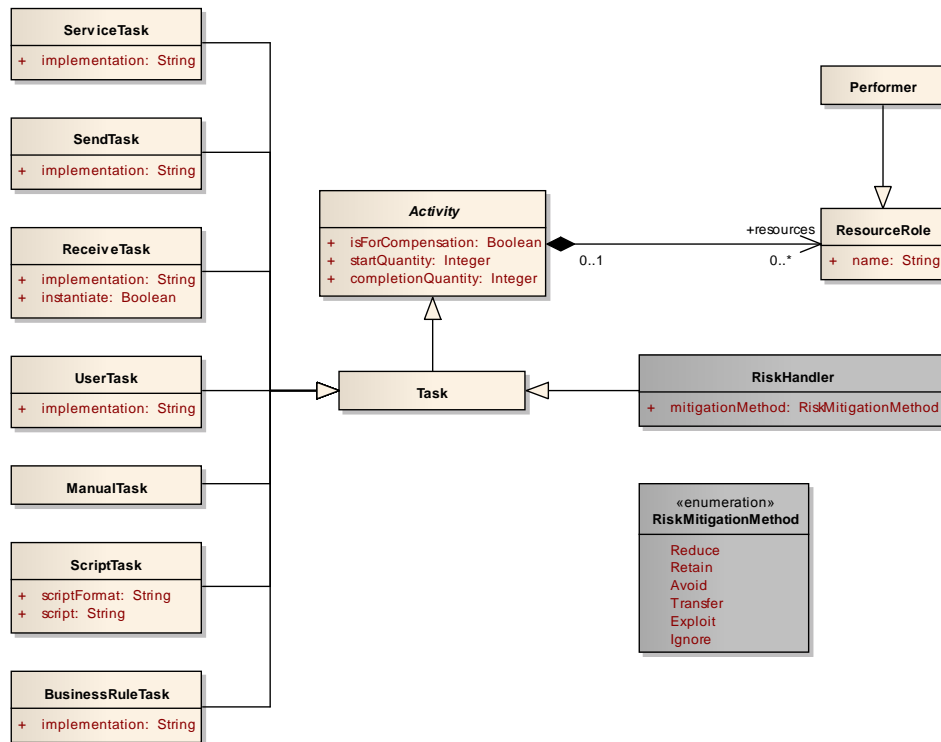 ServiceTask
+ implementation: String
SendTask
+ implementation: String
ReceiveTask
+ implementation: String
+ instantiate: Boolean
UserTask
+ implementation: String
ManualTask
ScriptTask
+ scriptFormat: String
+ script: String
BusinessRuleTask
+ implementation: String
Activity
+ isForCompensation: Boolean
+ startQuantity: Integer
+ completionQuantity: Integer
Task
+resources
0..1
0..*
Performer
ResourceRole
+ name: String
RiskHandler
+ mitigationMethod: RiskMitigationMethod
«enumeration»
RiskMitigationMethod
Reduce
Retain
Avoid
Transfer
Exploit
Ignore